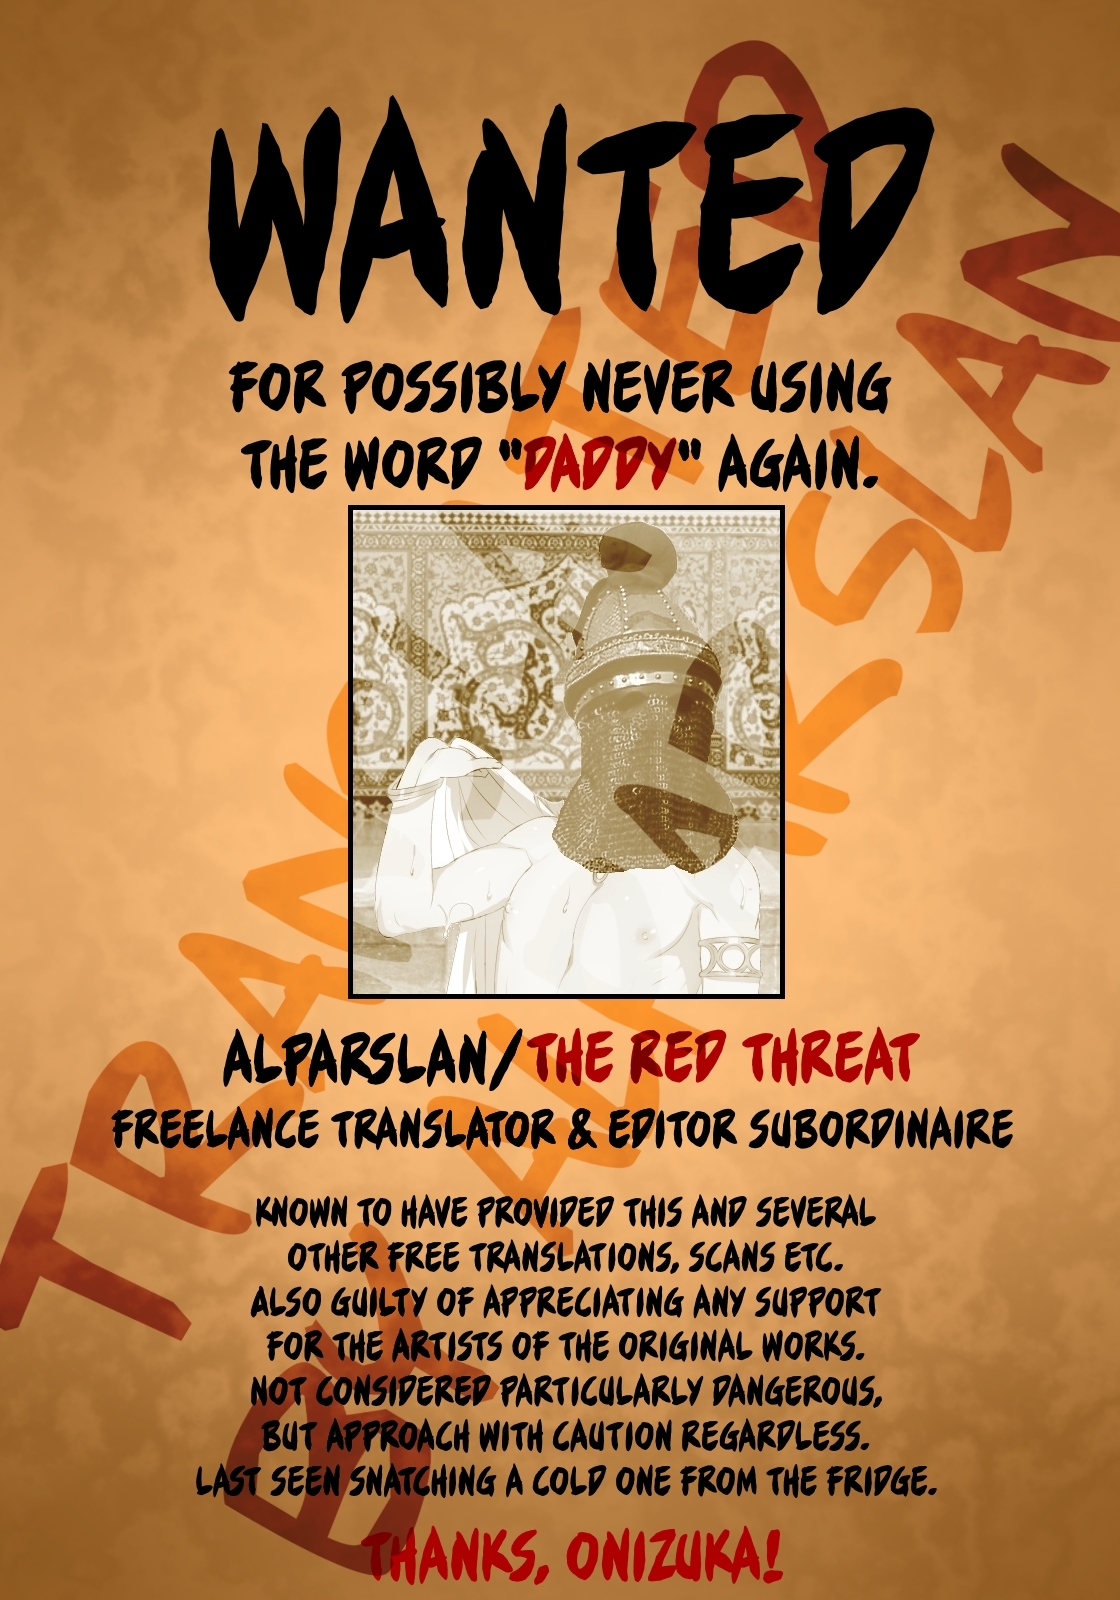 WANTED
FOR POSSIBLY NEVER USING
THE WORD "DADDY" AGAIN.
ALPARSLAN/THE RED THREAT
FREELANCE TRANSLATOR & EDITOR SUBORDINAIRE
KNOWN TO HAVE PROVIDED THIS AND SEVERAL
OTHER FREE TRANSLATIONS, SCANS ETC.
ALSO GUILTY OF APPRECIATING ANY SUPPORT
FOR THE ARTISTS OF THE ORIGINAL WORKS.
NOT CONSIDERED PARTICULARLY DANGEROUS,
BUT APPROACH WITH CAUTION REGARDLESS.
LAST SEEN SNATCHING A COLD ONE FROM THE FRIDGE.
THANKS, ONIZUKA!
TRANSLATED
BY ALPARSLAN